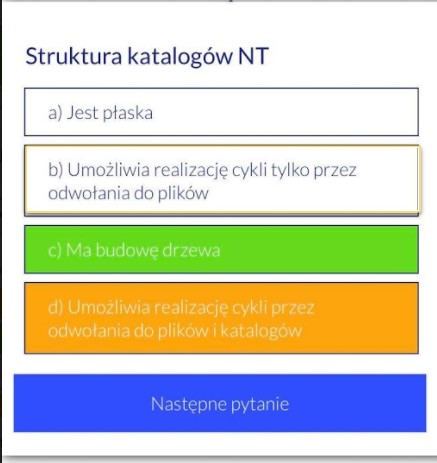 Struktura katalogów NT
a) Jest płaska
b) Umożliwia realizację cykli tylko przez
odwołania do plików
c) Ma budowę drzewa
d) Umożliwia realizację cykli przez
odwołania do plików i katalogów
Następne pytanie